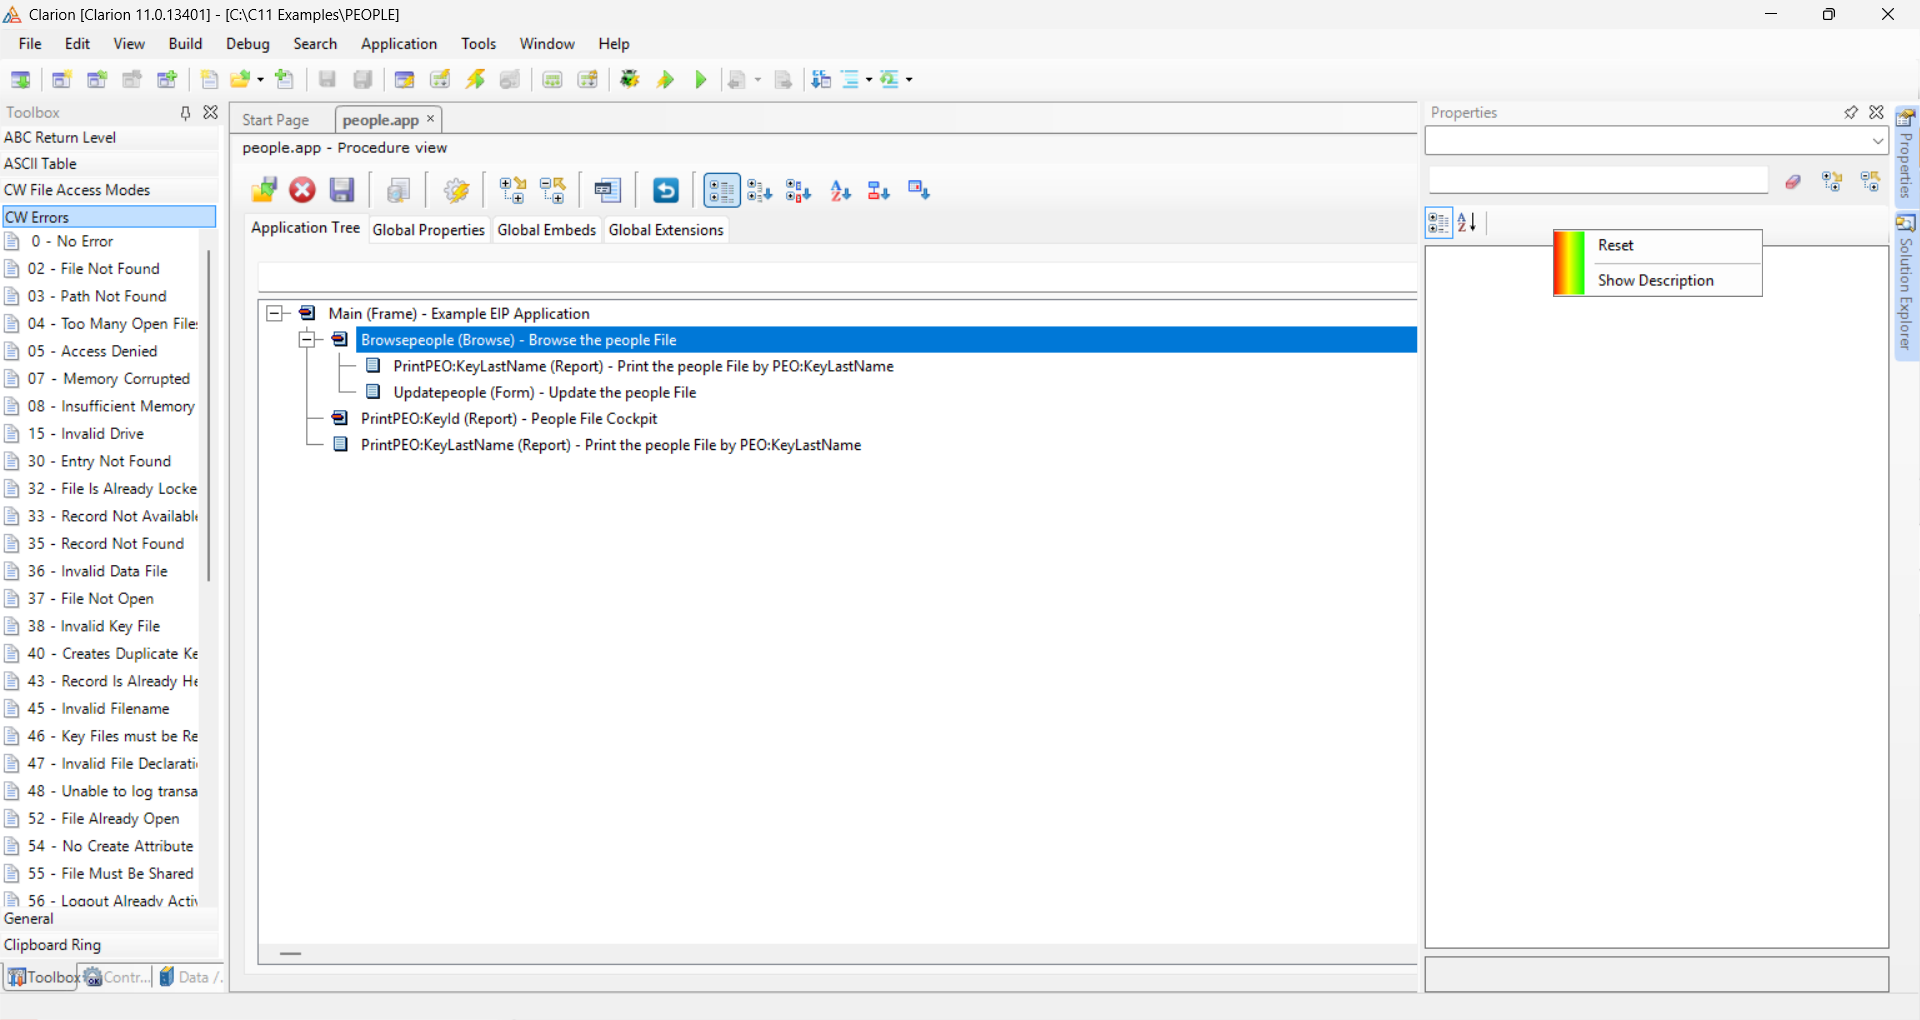 Clarion [Clarion 11.0.13401] - [C:\C11 Examples\PEOPLE]
File Edit View Build Debug Search Application Tools Window Help
Toolbox
ABC Return Level
ASCII Table
CW File Access Modes
CW Errors
0 - No Error
02 - File Not Found
03 - Path Not Found
04 - Too Many Open File
05 - Access Denied
07 - Memory Corrupted
08 - Insufficient Memory
15 - Invalid Drive
30 - Entry Not Found
32 - File Is Already Locke
33 - Record Not Available
35 - Record Not Found
36 - Invalid Data File
37 - File Not Open
38 - Invalid Key File
40 - Creates Duplicate Ke
43 - Record Is Already He
45 - Invalid Filename
46 - Key Files must be Re
47 - Invalid File Declarati
48 - Unable to log transa
52 - File Already Open
54 - No Create Attribute
55 - File Must Be Shared
56 - Logout Already Activ
General
Clipboard Ring
Toolbox Contr... Data /.
Start Page people.app
people.app - Procedure view
Application Tree Global Properties Global Embeds Global Extensions
Main (Frame) - Example EIP Application
Browsepeople (Browse) - Browse the people File
PrintPEO:KeyLastName (Report) - Print the people File by PEO:KeyLastName
Updatepeople (Form) - Update the people File
PrintPEO:KeyId (Report) - People File Cockpit
PrintPEO:KeyLastName (Report) - Print the people File by PEO:KeyLastName
Properties
Reset
Show Description
Properties
Solution Explorer